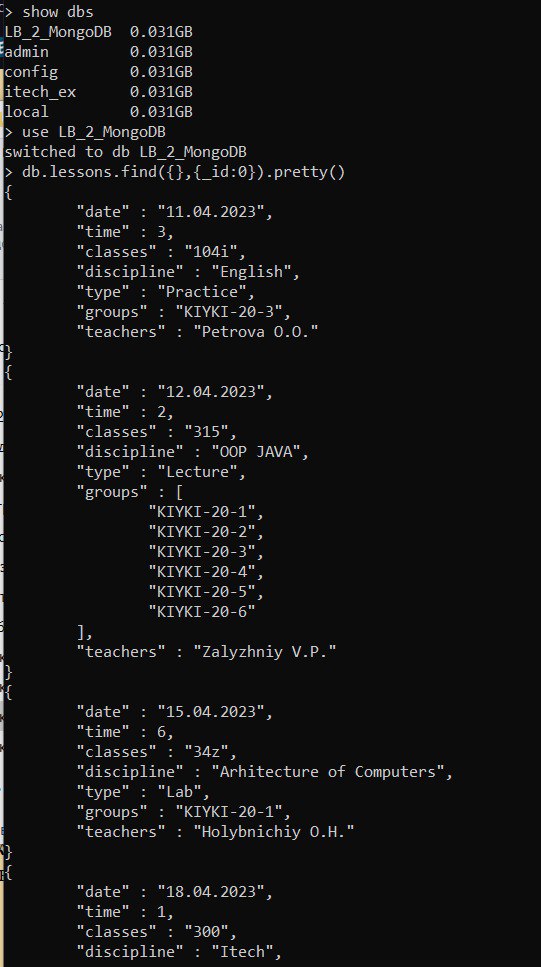 > show dbs
LB_2_MongoDB  0.031GB
admin         0.031GB
config        0.031GB
itech_ex      0.031GB
local         0.031GB
> use LB_2_MongoDB
switched to db LB_2_MongoDB
> db.lessons.find({},{_id:0}).pretty()
{
        "date" : "11.04.2023",
        "time" : 3,
        "classes" : "104i",
        "discipline" : "English",
        "type" : "Practice",
        "groups" : "KIYKI-20-3",
        "teachers" : "Petrova O.O."
}
{
        "date" : "12.04.2023",
        "time" : 2,
        "classes" : "315",
        "discipline" : "OOP JAVA",
        "type" : "Lecture",
        "groups" : [
                "KIYKI-20-1",
                "KIYKI-20-2",
                "KIYKI-20-3",
                "KIYKI-20-4",
                "KIYKI-20-5",
                "KIYKI-20-6"
        ],
        "teachers" : "Zalyzhniy V.P."
}
{
        "date" : "15.04.2023",
        "time" : 6,
        "classes" : "34z",
        "discipline" : "Arhitecture of Computers",
        "type" : "Lab",
        "groups" : "KIYKI-20-1",
        "teachers" : "Holybnichiy O.H."
}
{
        "date" : "18.04.2023",
        "time" : 1,
        "classes" : "300",
        "discipline" : "Itech",